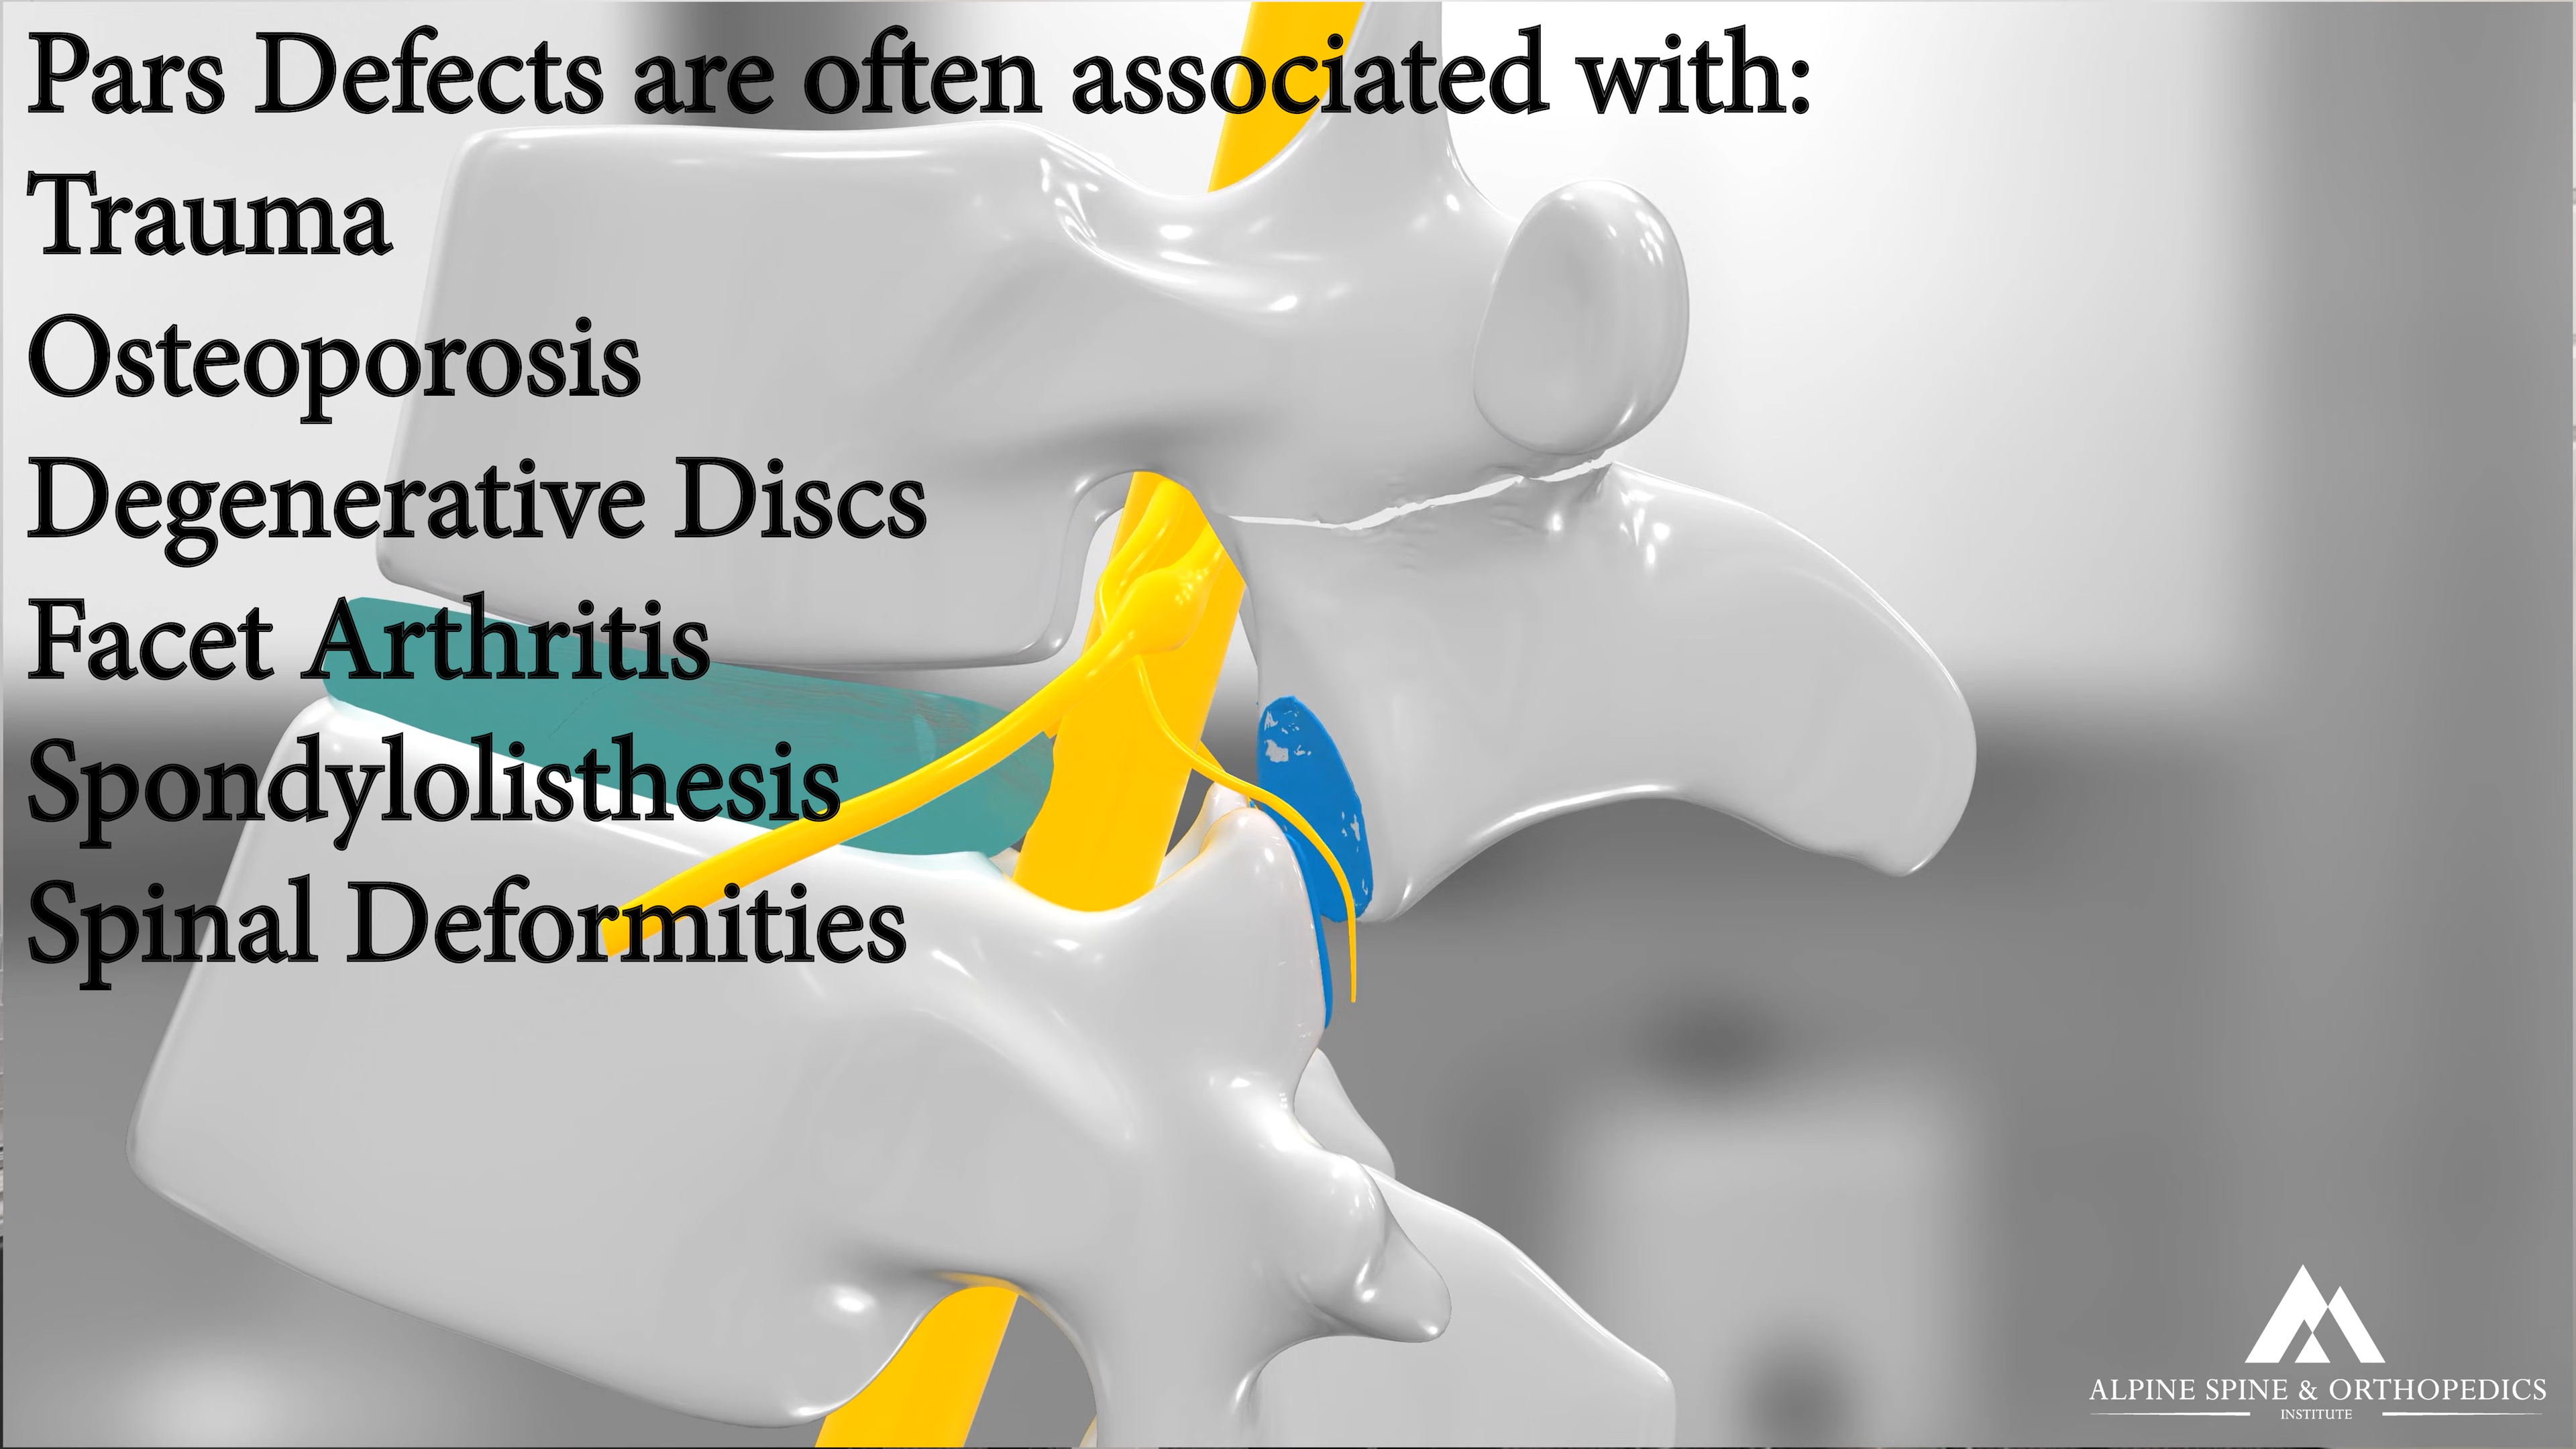 Pars Defects are often associated with:
Trauma
Osteoporosis
Degenerative Discs
Facet Arthritis
Spondylolisthesis
Spinal Deformities
ALPINE SPINE & ORTHOPEDICS
INSTITUTE